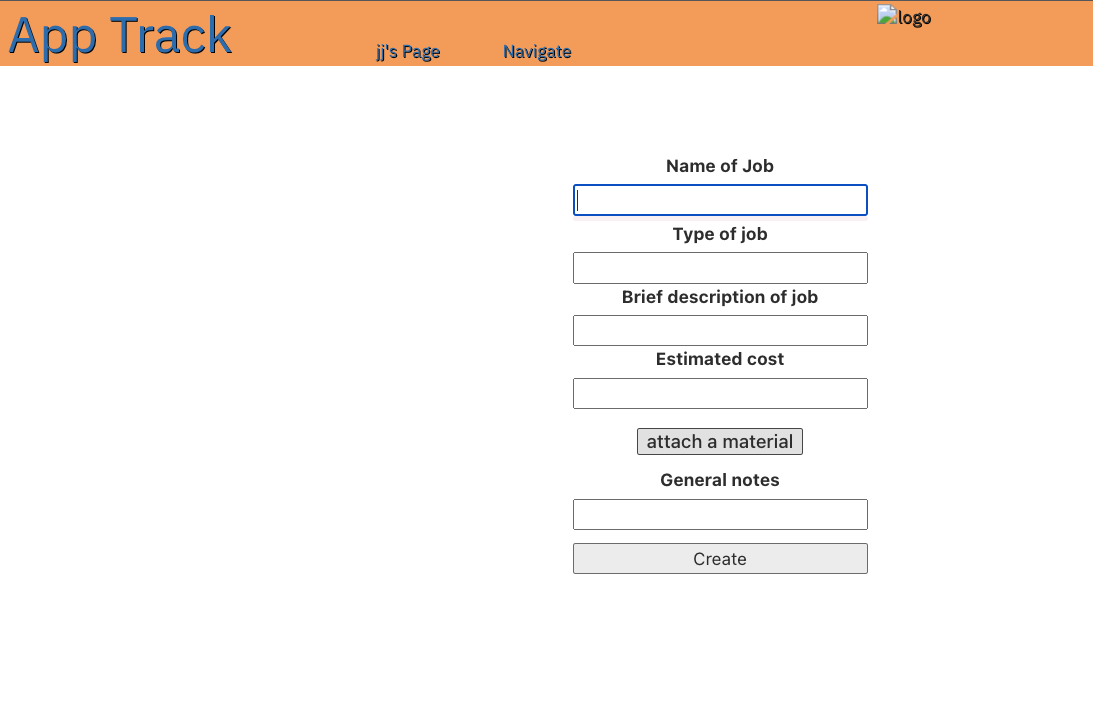 App Track
jj's Page
Navigate
logo
Name of Job
Type of job
Brief description of job
Estimated cost
attach a material
General notes
Create